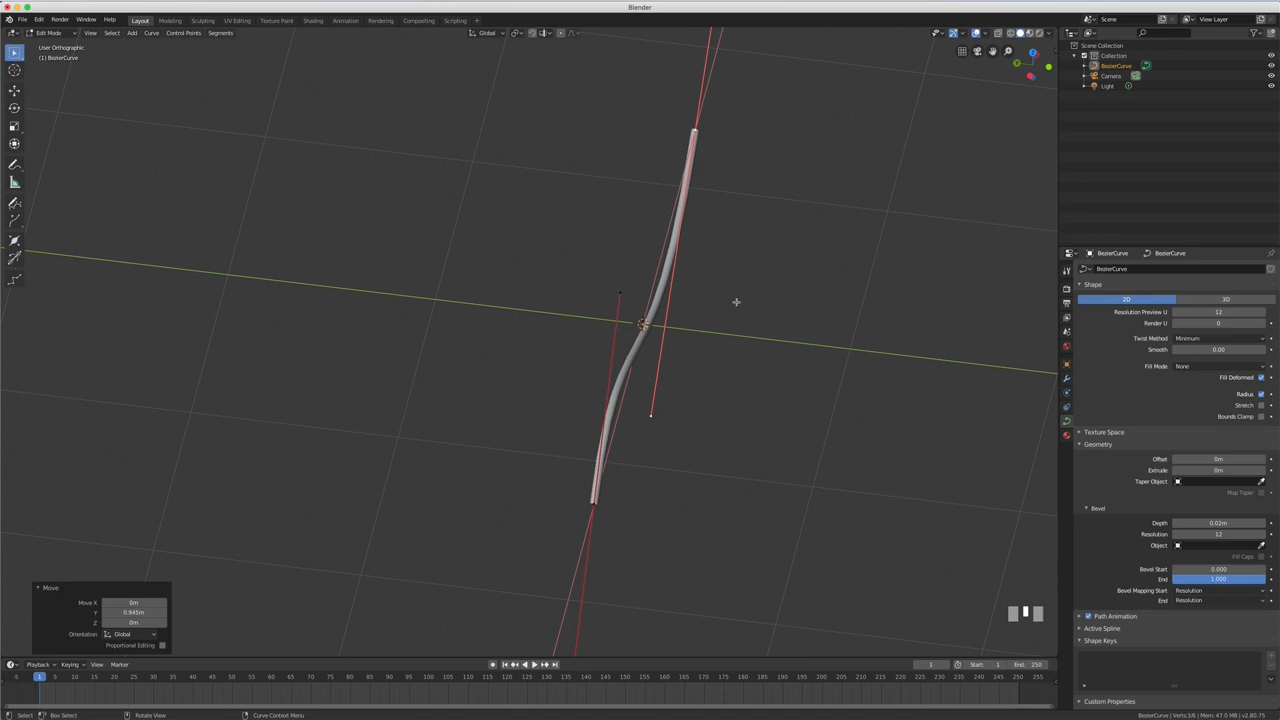 Blender
File Edit Render Window Help Layout Modeling Sculpting UV Editing Texture Paint Shading Animation Rendering Compositing Scripting + Scene View Layer
Edit Mode View Select Add Curve Control Points Segments Global
User Orthographic
(1) BezierCurve
Z
Y
Scene Collection
Collection
BezierCurve
Camera
Light
BezierCurve BezierCurve
BezierCurve
Shape
2D 3D
Resolution Preview U 12
Render U 0
Twist Method Minimum
Smooth 0.00
Fill Mode None
Fill Deformed
Radius
Stretch
Bounds Clamp
Texture Space
Geometry
Offset 0m
Extrude 0m
Taper Object
Map Taper
Bevel
Depth 0.02m
Resolution 12
Object
Fill Caps
Bevel Start 0.000
End 1.000
Bevel Mapping Start Resolution
End Resolution
Path Animation
Active Spline
Shape Keys
Custom Properties
Move
Move X 0m
Y 0.945m
Z 0m
Orientation Global
Proportional Editing
Playback Keying View Marker 1 Start: 1 End: 250
-5 1 5 10 15 20 25 30 35 40 45 50 55 60 65 70 75 80 85 90 95 100 105 110 115 120 125 130 135 140 145 150 155 160 165 170 175 180 185 190 195 200 205 210 215 220 225 230 235 240 245 250 255
Select Box Select Rotate View Curve Context Menu BezierCurve | Verts:3/6 | Mem: 47.0 MB | v2.80.75